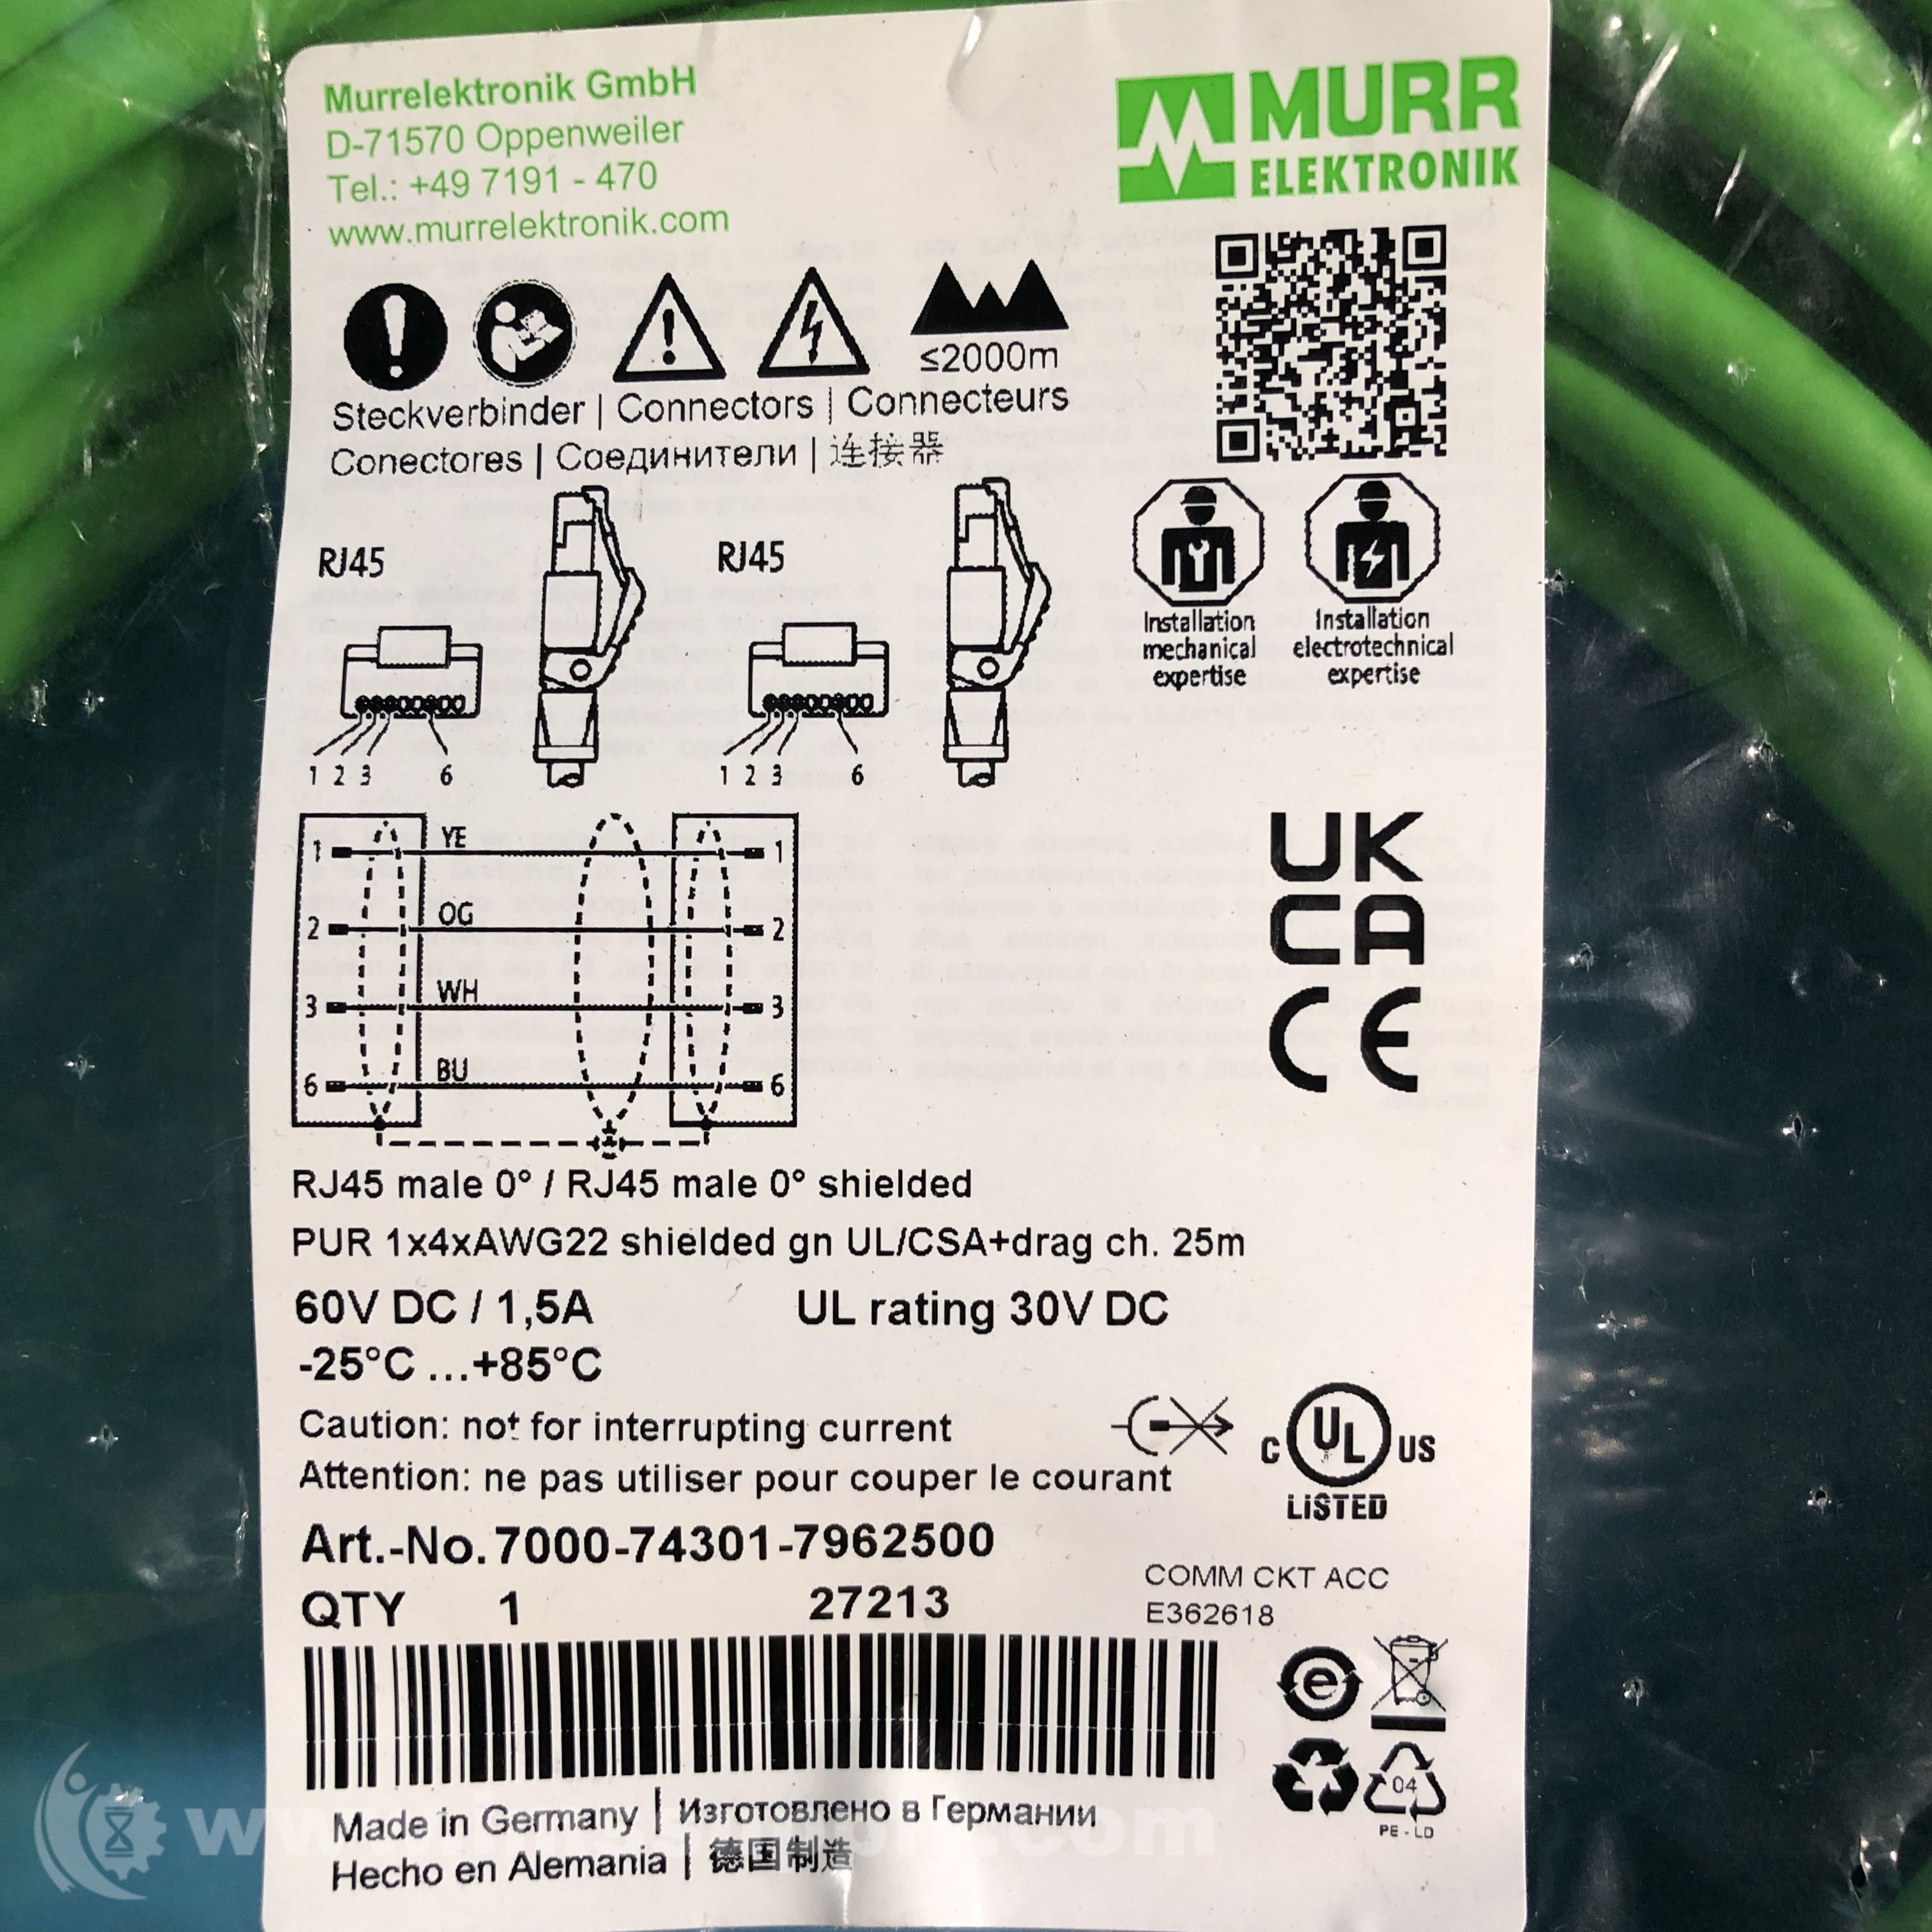 Murrelektronik GmbH
D-71570 Oppenweiler
Tel.: +49 7191 - 470
www.murrelektronik.com
MURR
ELEKTRONIK
≤2000m
Steckverbinder | Connectors | Connecteurs
Conectores | Соединители | 连接器
RJ45
RJ45
1 2 3 6
1 2 3 6
Installation
mechanical
expertise
Installation
electrotechnical
expertise
1 YE 1
2 OG 2
3 WH 3
6 BU 6
UK
CA
CE
RJ45 male 0° / RJ45 male 0° shielded
PUR 1x4xAWG22 shielded gn UL/CSA+drag ch. 25m
60V DC / 1,5A UL rating 30V DC
-25°C ...+85°C
Caution: not for interrupting current
Attention: ne pas utiliser pour couper le courant
C UL US
LISTED
Art.-No. 7000-74301-7962500
QTY 1 27213
COMM CKT ACC
E362618
e
04
PE-LD
Made in Germany | Изготовлено в Германии
Hecho en Alemania | 德国制造